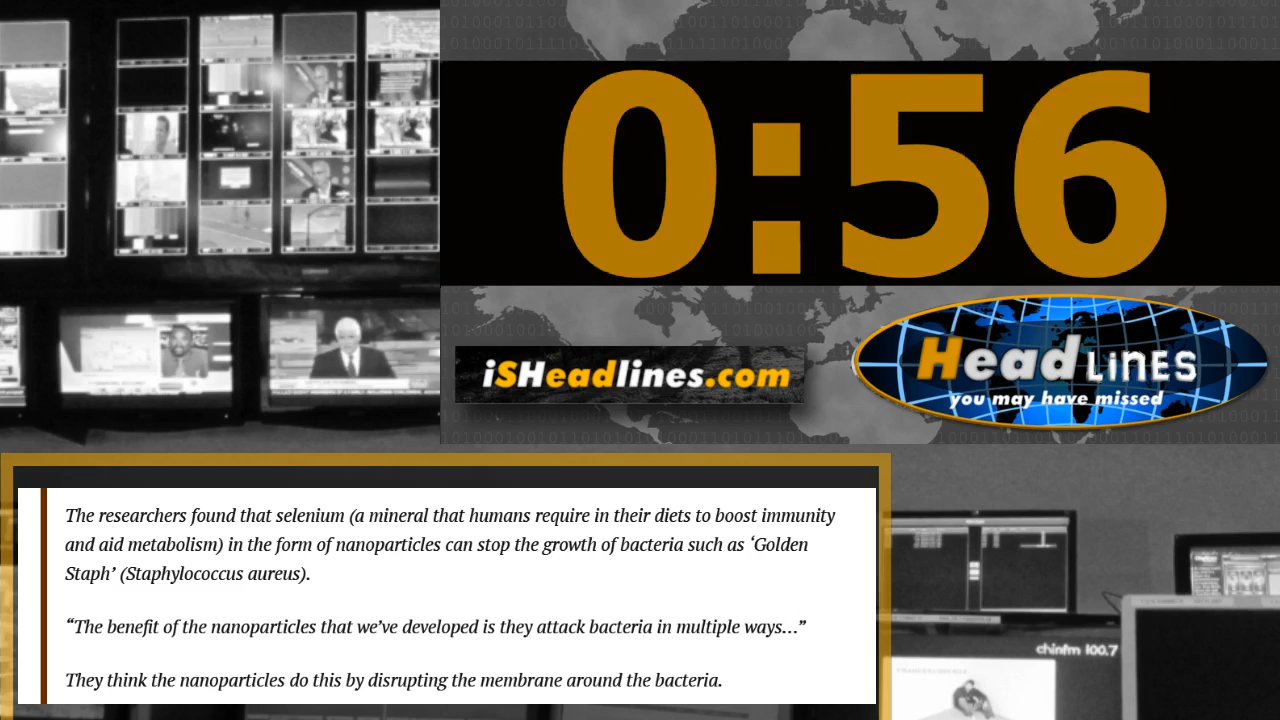 0:56
iSHeadlines.com
HeadLINES
you may have missed
The researchers found that selenium (a mineral that humans require in their diets to boost immunity
and aid metabolism) in the form of nanoparticles can stop the growth of bacteria such as ‘Golden
Staph’ (Staphylococcus aureus).
“The benefit of the nanoparticles that we’ve developed is they attack bacteria in multiple ways…”
They think the nanoparticles do this by disrupting the membrane around the bacteria.
chinfm 100.7